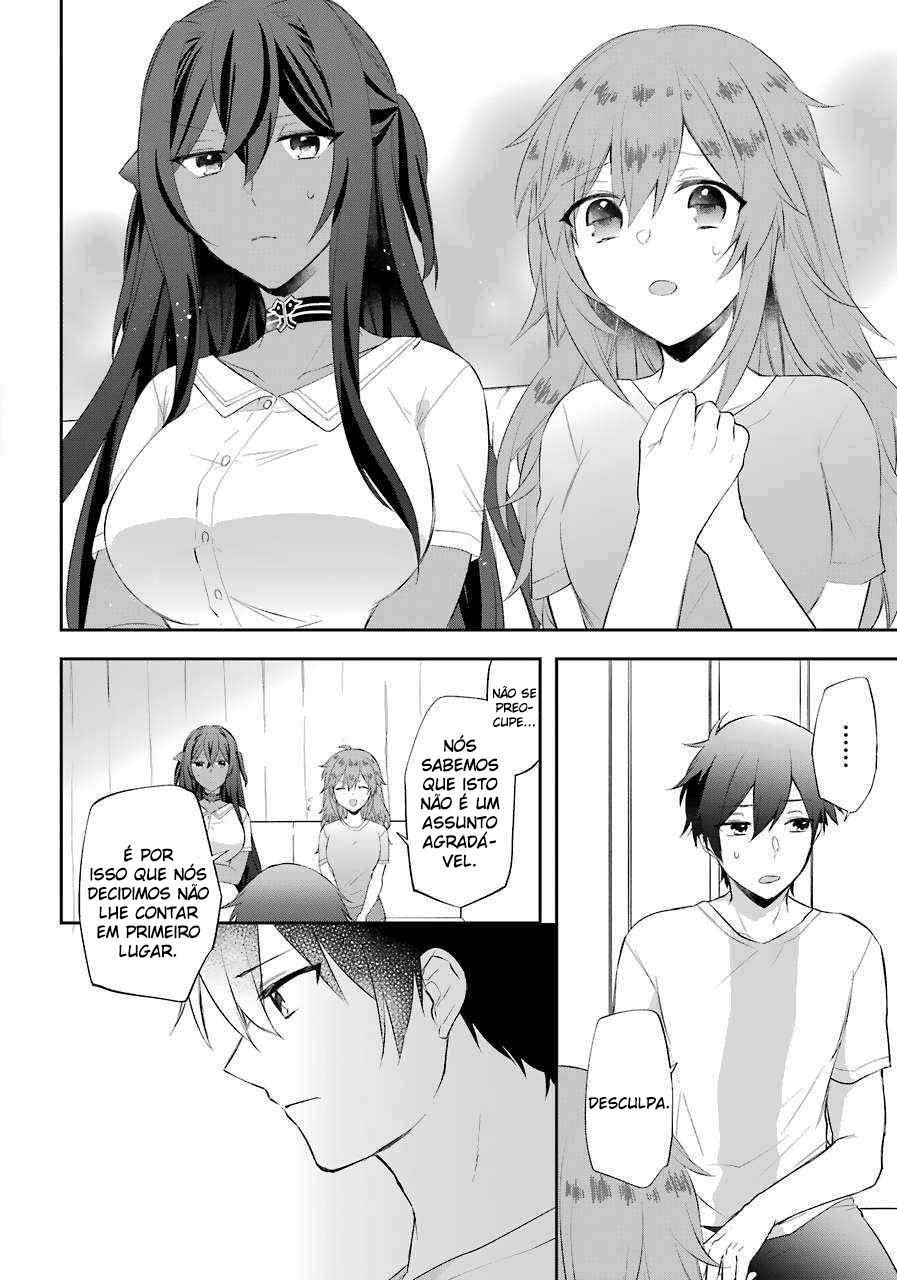 ........
DESCULPA.
NÃO SE
PREO-
CUPE...
NÓS
SABEMOS
QUE ISTO
NÃO É UM
ASSUNTO
AGRADÁ-
VEL.
É POR
ISSO QUE NÓS
DECIDIMOS NÃO
LHE CONTAR
EM PRIMEIRO
LUGAR.